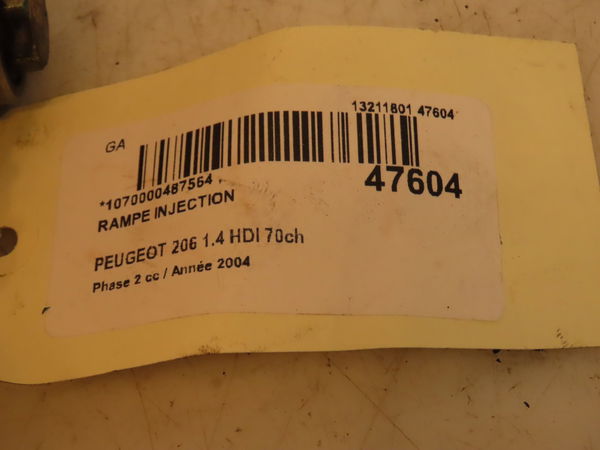 13211801 47604
GA
*1070000487564*
47604
RAMPE INJECTION
PEUGEOT 206 1.4 HDI 70ch
Phase 2 cc / Année 2004